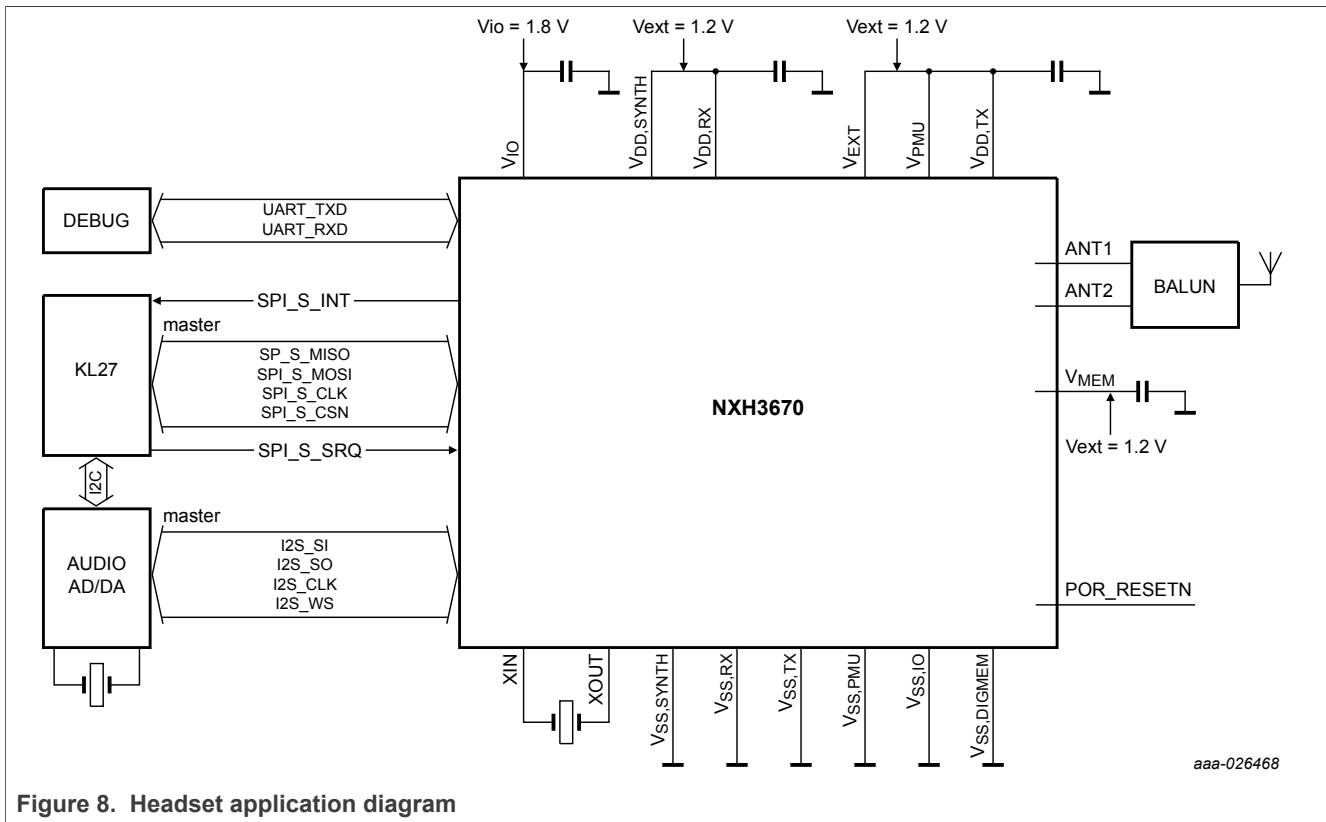 Vio = 1.8 V
Vext = 1.2 V
Vext = 1.2 V
VIO
VDD,SYNTH
VDD,RX
VEXT
VPMU
VDD,TX
DEBUG
UART_TXD
UART_RXD
KL27
SPI_S_INT
master
SP_S_MISO
SPI_S_MOSI
SPI_S_CLK
SPI_S_CSN
SPI_S_SRQ
I2C
AUDIO
AD/DA
master
I2S_SI
I2S_SO
I2S_CLK
I2S_WS
NXH3670
ANT1
ANT2
BALUN
VMEM
Vext = 1.2 V
POR_RESETN
XIN
XOUT
VSS,SYNTH
VSS,RX
VSS,TX
VSS,PMU
VSS,IO
VSS,DIGMEM
aaa-026468
Figure 8. Headset application diagram